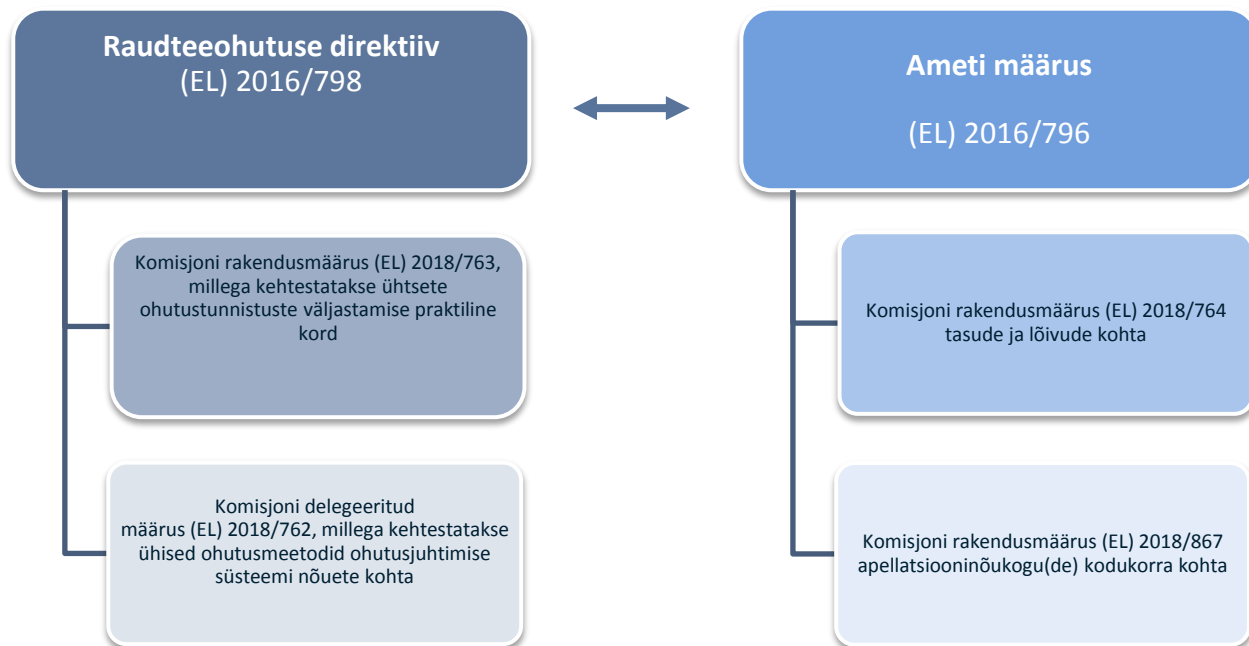 Raudteeohutuse direktiiv
(EL) 2016/798
Ameti määrus
(EL) 2016/796
Komisjoni rakendusmäärus (EL) 2018/763,
millega kehtestatakse ühtsete
ohutustunnistuste väljastamise praktiline
kord
Komisjoni rakendusmäärus (EL) 2018/764
tasude ja lõivude kohta
Komisjoni delegeeritud
määrus (EL) 2018/762, millega kehtestatakse
ühised ohutusmeetodid ohutusjuhtimise
süsteemi nõuete kohta
Komisjoni rakendusmäärus (EL) 2018/867
apellatsiooninõukogu(de) kodukorra kohta